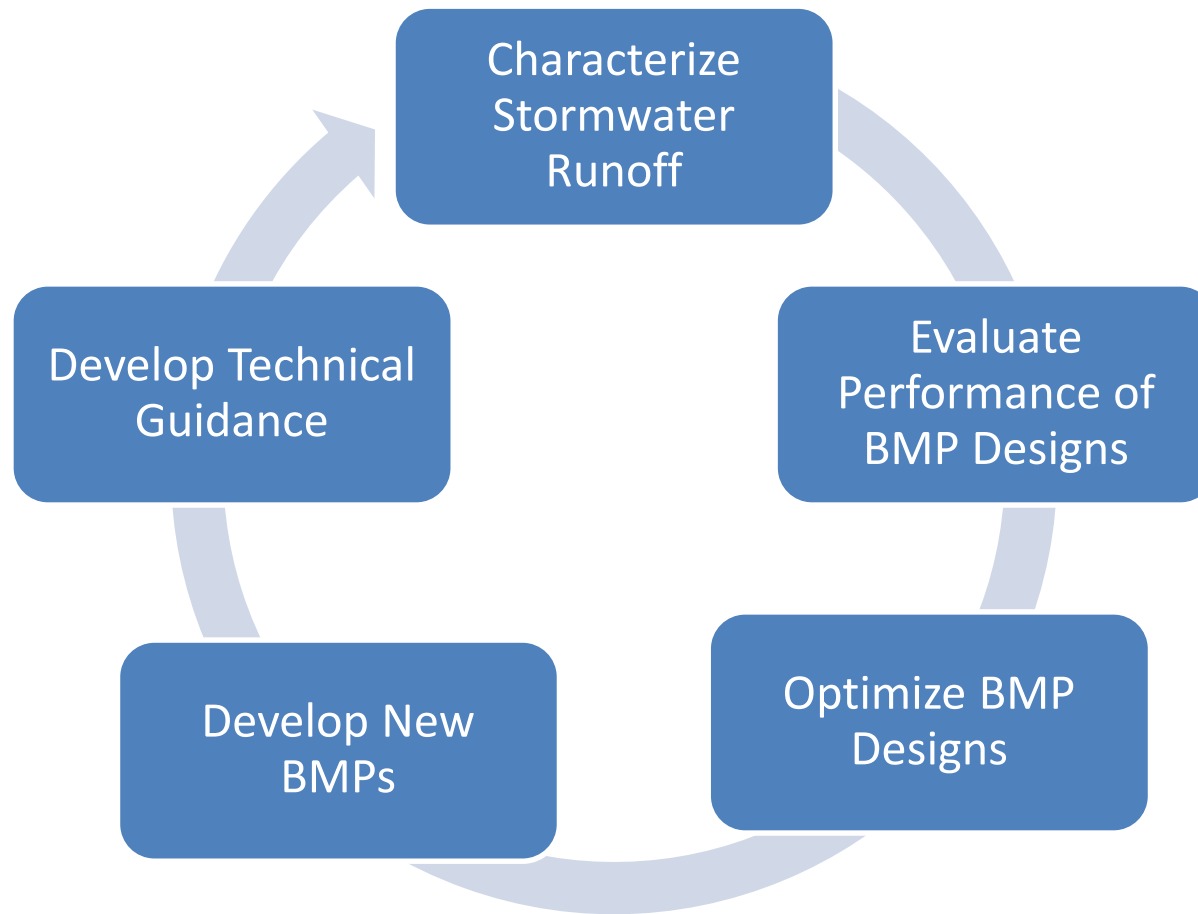 Characterize
Stormwater
Runoff
Evaluate
Performance of
BMP Designs
Optimize BMP
Designs
Develop New
BMPs
Develop Technical
Guidance